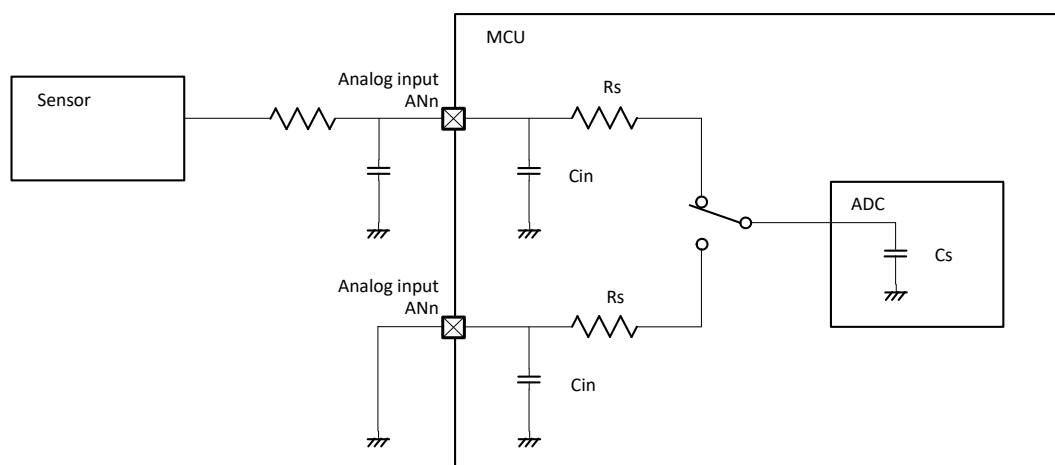 MCU
Sensor
Analog input
ANn
Rs
Cin
ADC
Cs
Analog input
ANn
Rs
Cin